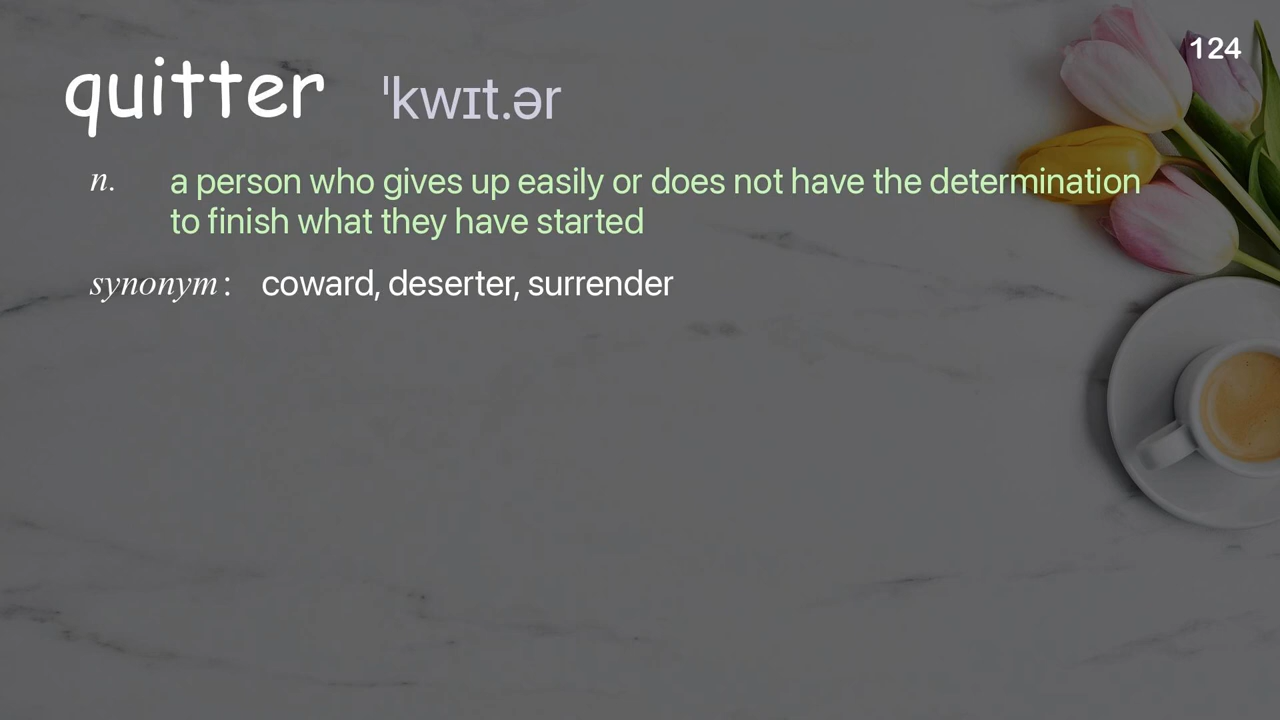 124
quitter ˈkwɪt.ər
n. a person who gives up easily or does not have the determination
to finish what they have started
synonym: coward, deserter, surrender